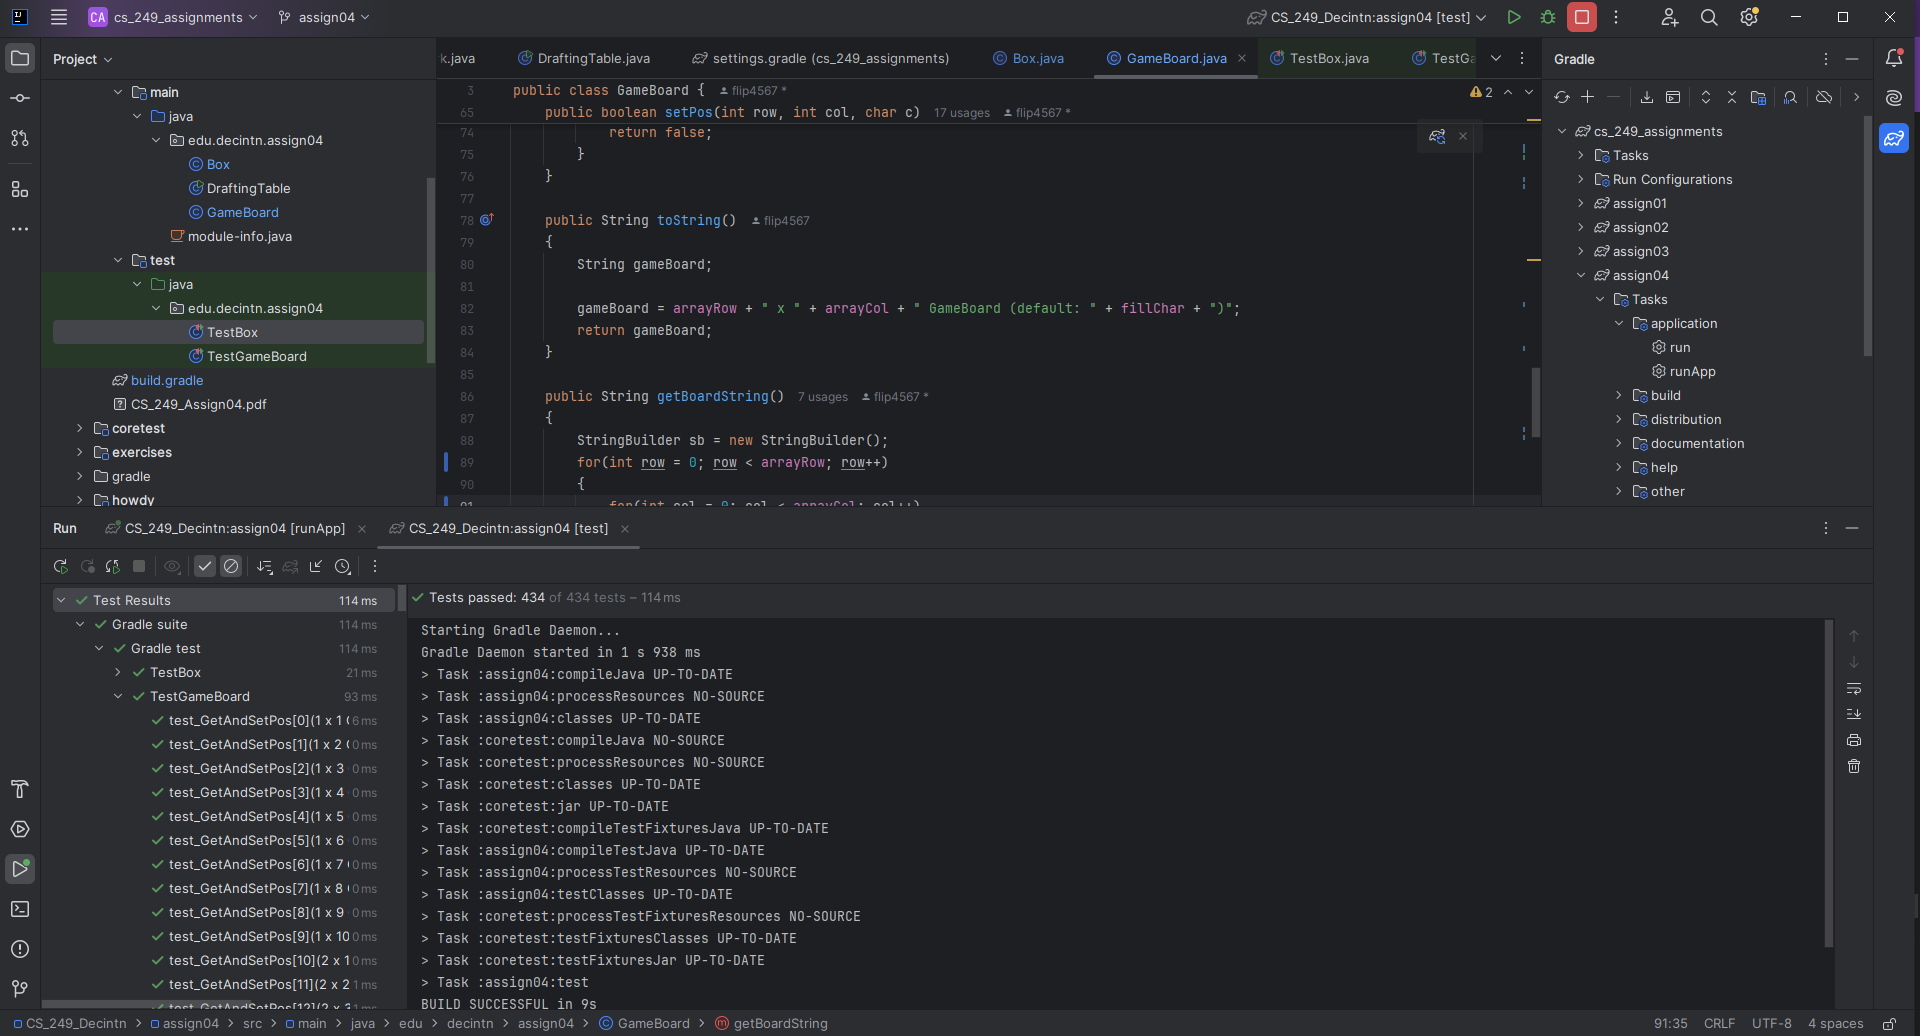 CA cs_249_assignments assign04 CS_249_Decintn:assign04 [test]
Project
k.java DraftingTable.java settings.gradle (cs_249_assignments) Box.java GameBoard.java TestBox.java TestGa
Gradle
main
java
edu.decintn.assign04
Box
DraftingTable
GameBoard
module-info.java
test
java
edu.decintn.assign04
TestBox
TestGameBoard
build.gradle
CS_249_Assign04.pdf
coretest
exercises
gradle
howdy
3 public class GameBoard { flip4567 *
2
65 public boolean setPos(int row, int col, char c) 17 usages flip4567 *
74 return false;
75 }
76 }
77
78 public String toString() flip4567
79 {
80 String gameBoard;
81
82 gameBoard = arrayRow + " x " + arrayCol + " GameBoard (default: " + fillChar + ")";
83 return gameBoard;
84 }
85
86 public String getBoardString() 7 usages flip4567 *
87 {
88 StringBuilder sb = new StringBuilder();
89 for(int row = 0; row < arrayRow; row++)
90 {
91 for(int col = 0; col < arrayCol; col++)
cs_249_assignments
Tasks
Run Configurations
assign01
assign02
assign03
assign04
Tasks
application
run
runApp
build
distribution
documentation
help
other
Run CS_249_Decintn:assign04 [runApp] CS_249_Decintn:assign04 [test]
Test Results 114 ms
Gradle suite 114 ms
Gradle test 114 ms
TestBox 21 ms
TestGameBoard 93 ms
test_GetAndSetPos[0](1 x 1 6 ms
test_GetAndSetPos[1](1 x 2 0 ms
test_GetAndSetPos[2](1 x 3 0 ms
test_GetAndSetPos[3](1 x 4 0 ms
test_GetAndSetPos[4](1 x 5 0 ms
test_GetAndSetPos[5](1 x 6 0 ms
test_GetAndSetPos[6](1 x 7 0 ms
test_GetAndSetPos[7](1 x 8 0 ms
test_GetAndSetPos[8](1 x 9 0 ms
test_GetAndSetPos[9](1 x 10 0 ms
test_GetAndSetPos[10](2 x 1 0 ms
test_GetAndSetPos[11](2 x 2 1 ms
test_GetAndSetPos[12](2 x 3 1 ms
Tests passed: 434 of 434 tests – 114 ms
Starting Gradle Daemon...
Gradle Daemon started in 1 s 938 ms
> Task :assign04:compileJava UP-TO-DATE
> Task :assign04:processResources NO-SOURCE
> Task :assign04:classes UP-TO-DATE
> Task :coretest:compileJava NO-SOURCE
> Task :coretest:processResources NO-SOURCE
> Task :coretest:classes UP-TO-DATE
> Task :coretest:jar UP-TO-DATE
> Task :coretest:compileTestFixturesJava UP-TO-DATE
> Task :assign04:compileTestJava UP-TO-DATE
> Task :assign04:processTestResources NO-SOURCE
> Task :assign04:testClasses UP-TO-DATE
> Task :coretest:processTestFixturesResources NO-SOURCE
> Task :coretest:testFixturesClasses UP-TO-DATE
> Task :coretest:testFixturesJar UP-TO-DATE
> Task :assign04:test
BUILD SUCCESSFUL in 9s
CS_249_Decintn > assign04 > src > main > java > edu > decintn > assign04 > GameBoard > getBoardString
91:35 CRLF UTF-8 4 spaces